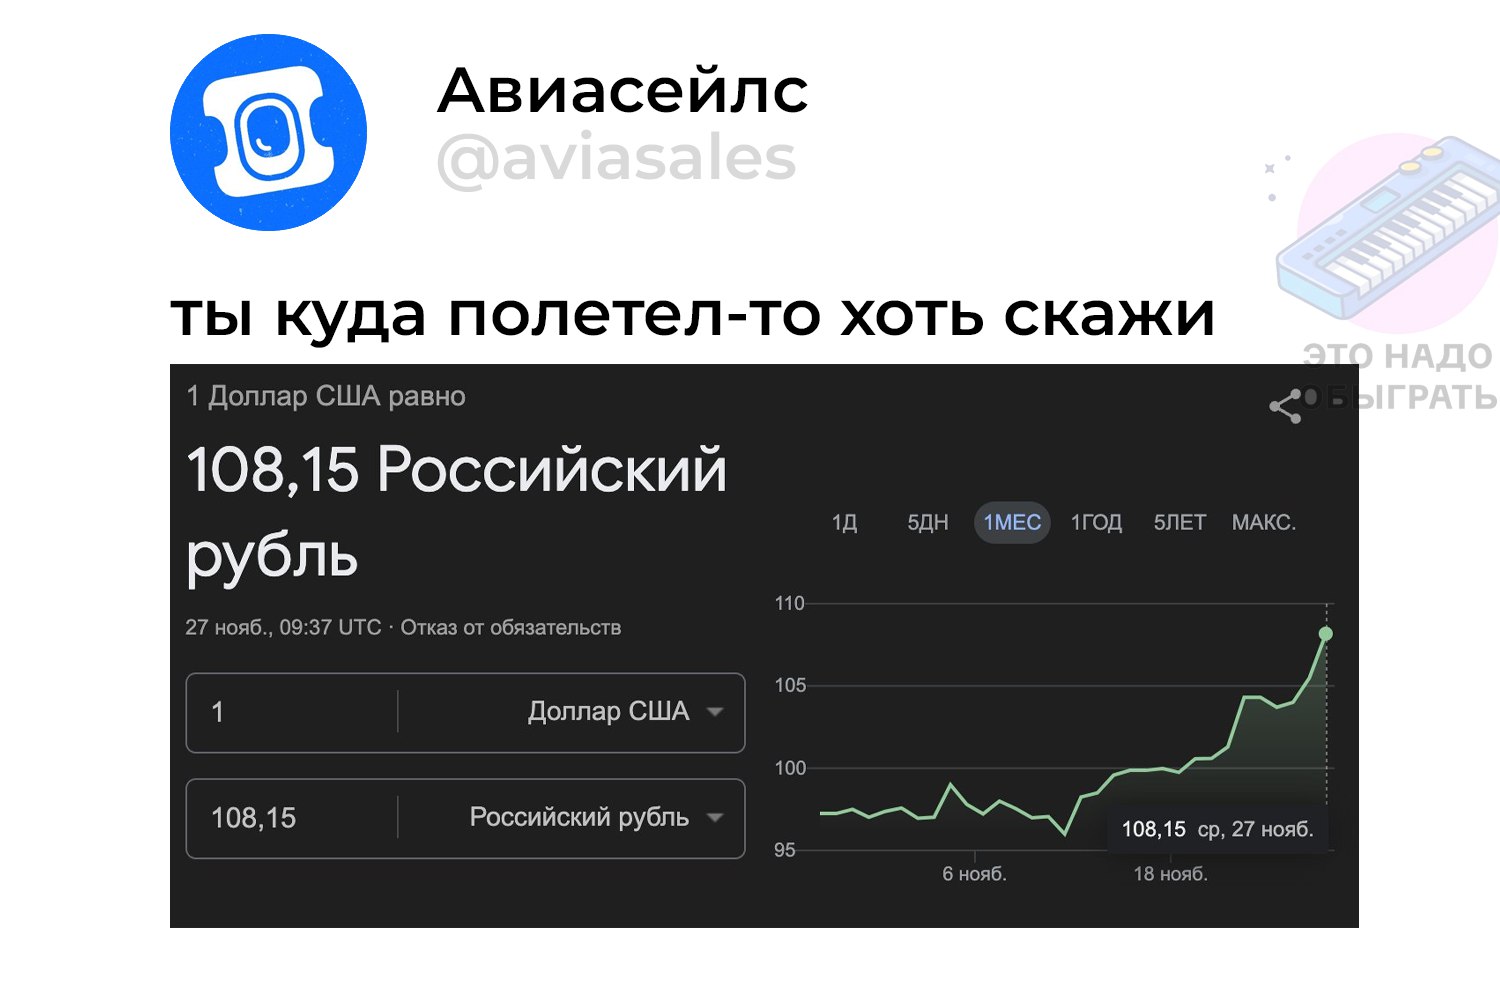 Авиасейлс
@aviasales
ты куда полетел-то хоть скажи
ЭТО НАДО
ОБЫГРАТЬ
1 Доллар США равно
108,15 Российский
рубль
27 нояб., 09:37 UTC · Отказ от обязательств
1 Доллар США
108,15 Российский рубль
1Д 5ДН 1МЕС 1ГОД 5ЛЕТ МАКС.
110
105
100
95
108,15 ср, 27 нояб.
6 нояб. 18 нояб.